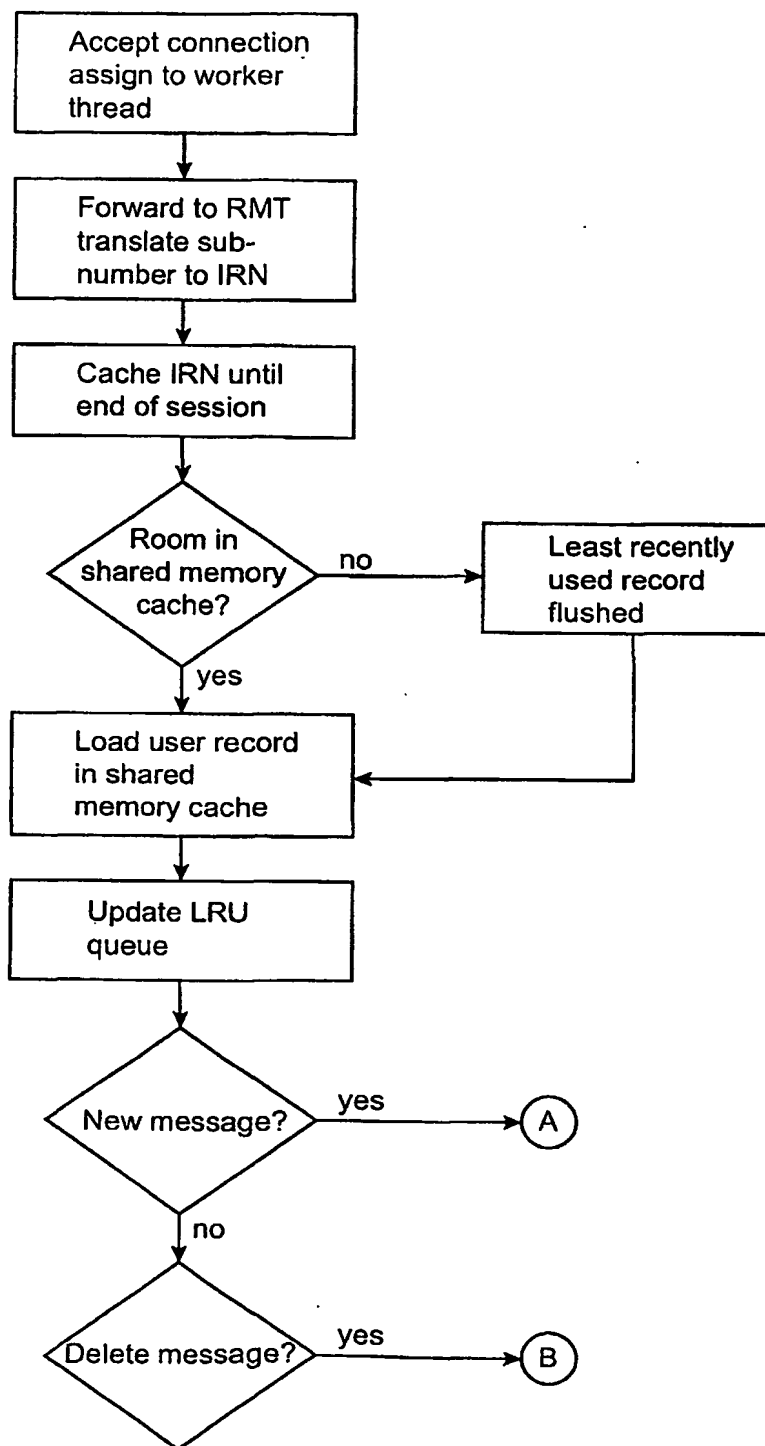 Accept connection
assign to worker
thread
Forward to RMT
translate sub-
number to IRN
Cache IRN until
end of session
Room in
shared memory
cache?
no
Least recently
used record
flushed
yes
Load user record
in shared
memory cache
Update LRU
queue
New message?
yes
A
no
Delete message?
yes
B